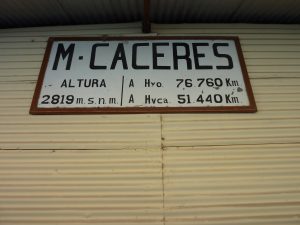 M·CACERES
ALTURA A Hyo. 76.760 Km
2819 m.s.n.m. A Hvca. 51.440 Km.